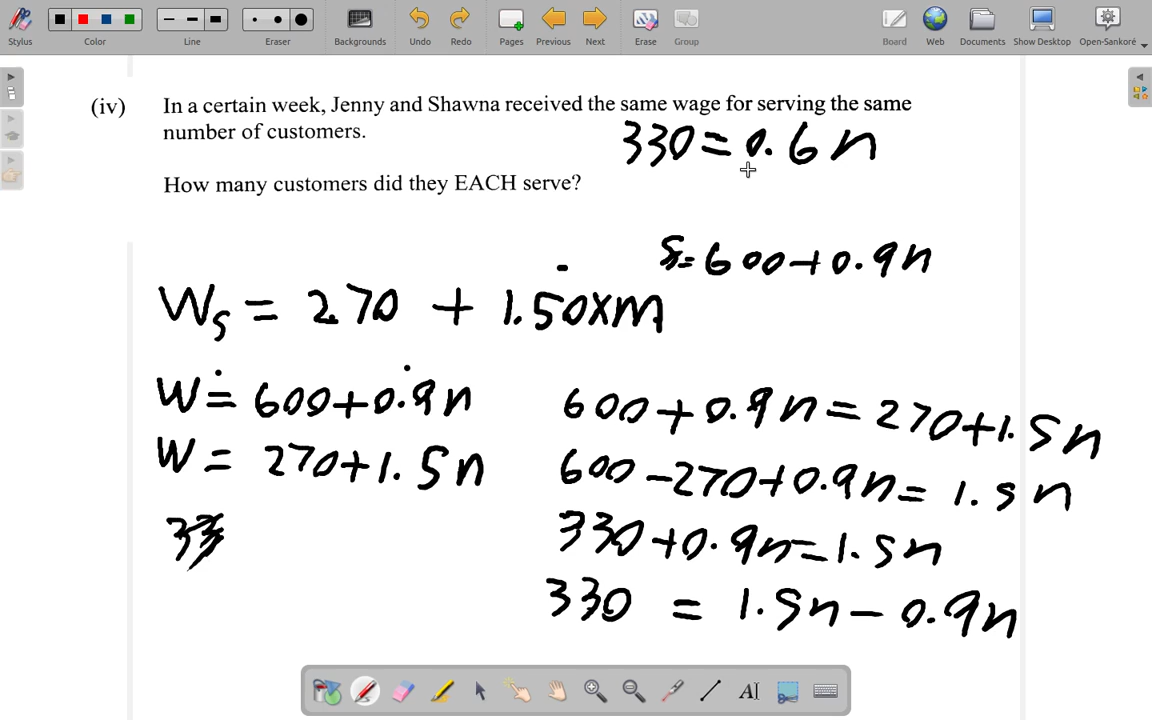 Stylus Color Line Eraser Backgrounds Undo Redo Pages Previous Next Erase Group Board Web Documents Show Desktop Open-Sankoré
(iv) In a certain week, Jenny and Shawna received the same wage for serving the same
number of customers.
330 = 0.6n
How many customers did they EACH serve?
S = 600 + 0.9n
Ws = 270 + 1.50xm
W = 600 + 0.9n
W = 270 + 1.5n
33
600 + 0.9n = 270 + 1.5n
600 - 270 + 0.9n = 1.5n
330 + 0.9n = 1.5n
330 = 1.5n - 0.9n
AI